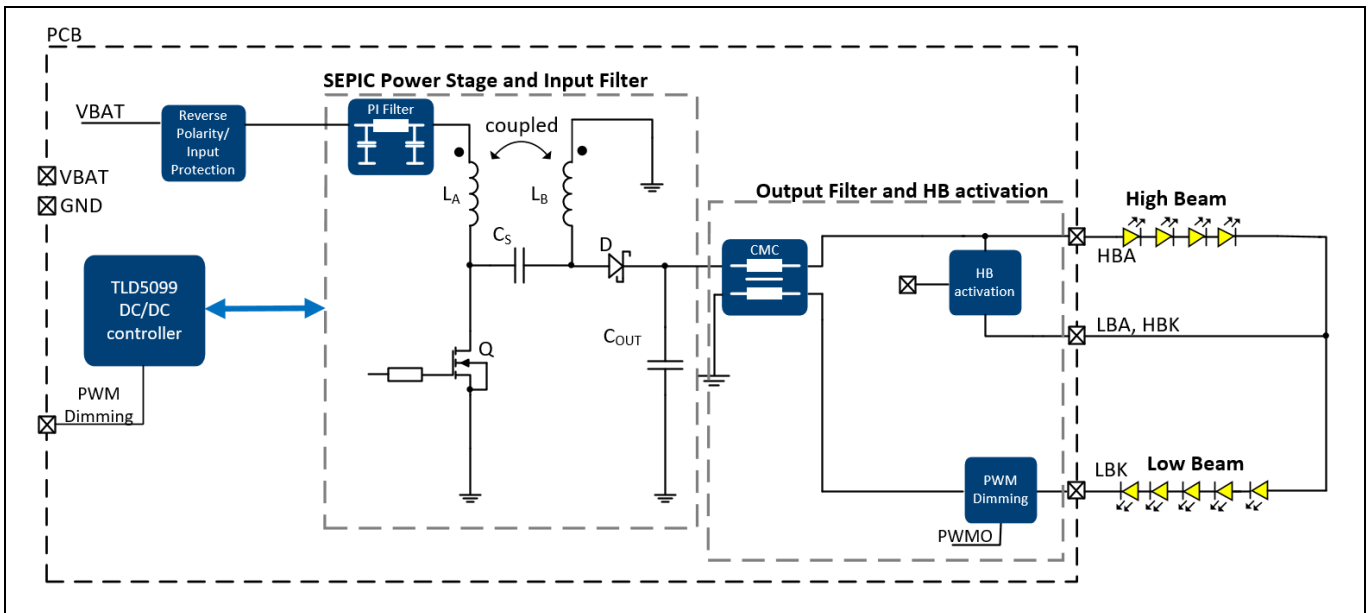 PCB
SEPIC Power Stage and Input Filter
VBAT
Reverse
Polarity/
Input
Protection
PI Filter
coupled
VBAT
GND
LA
LB
CS
D
Output Filter and HB activation
High Beam
CMC
HBA
HB
activation
TLD5099
DC/DC
controller
LBA, HBK
COUT
Q
PWM
Dimming
LBK
Low Beam
PWM
Dimming
PWMO